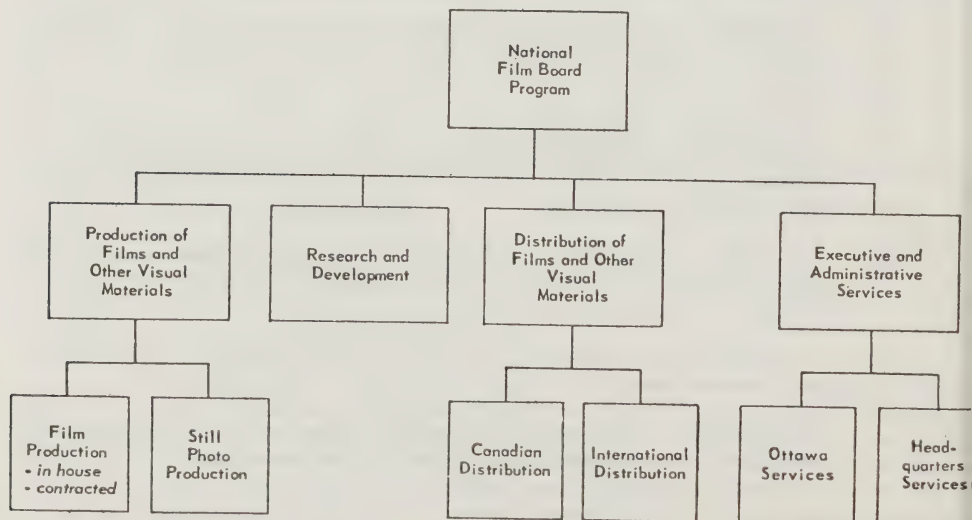 National
Film Board
Program
Production of
Films and
Other Visual
Materials
Research and
Development
Distribution of
Films and Other
Visual
Materials
Executive and
Administrative
Services
Film
Production
- in house
- contracted
Still
Photo
Production
Canadian
Distribution
International
Distribution
Ottawa
Services
Head-
quarters
Services